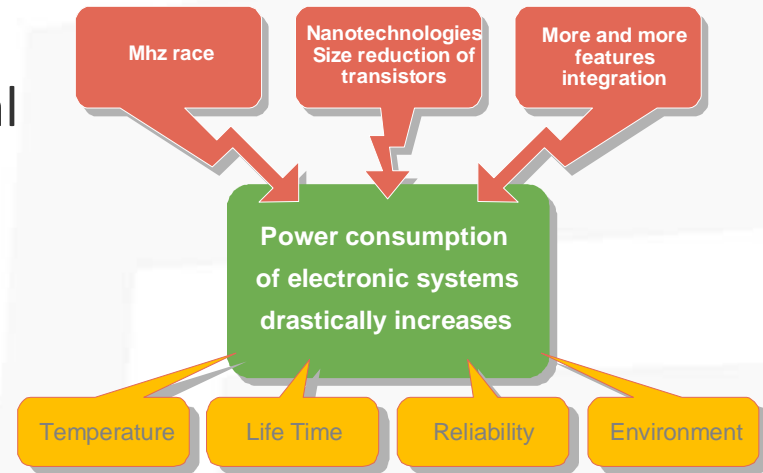 Mhz race
Nanotechnologies
Size reduction of
transistors
More and more
features
integration
Power consumption
of electronic systems
drastically increases
Temperature
Life Time
Reliability
Environment